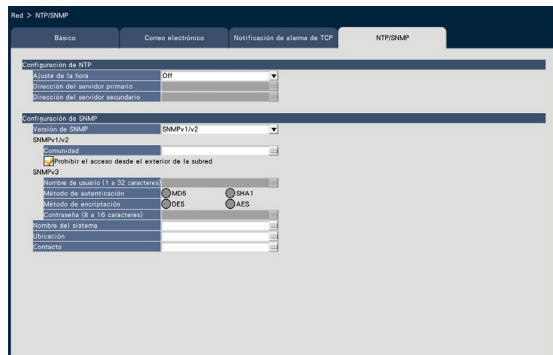 Red > NTP/SNMP
Básico Correo electrónico Notificación de alarma de TCP NTP/SNMP
Configuración de NTP
Ajuste de la hora Off
Dirección del servidor primario
Dirección del servidor secundario
Configuración de SNMP
Versión de SNMP SNMPv1/v2
SNMPv1/v2
Comunidad
Prohibir el acceso desde el exterior de la subred
SNMPv3
Nombre de usuario (1 a 32 caracteres)
Método de autenticación MD5 SHA1
Método de encriptación DES AES
Contraseña (8 a 16 caracteres)
Nombre del sistema
Ubicación
Contacto